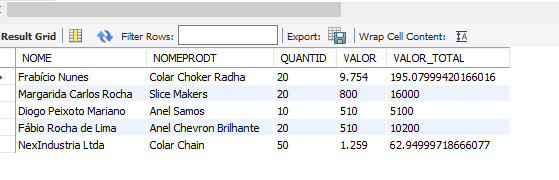 Result Grid Filter Rows: Export: Wrap Cell Content:
NOME NOMEPRODT QUANTID VALOR VALOR_TOTAL
Frabício Nunes Colar Choker Radha 20 9.754 195.07999420166016
Margarida Carlos Rocha Slice Makers 20 800 16000
Diogo Peixoto Mariano Anel Samos 10 510 5100
Fábio Rocha de Lima Anel Chevron Brilhante 20 510 10200
NexIndustria Ltda Colar Chain 50 1.259 62.94999718666077